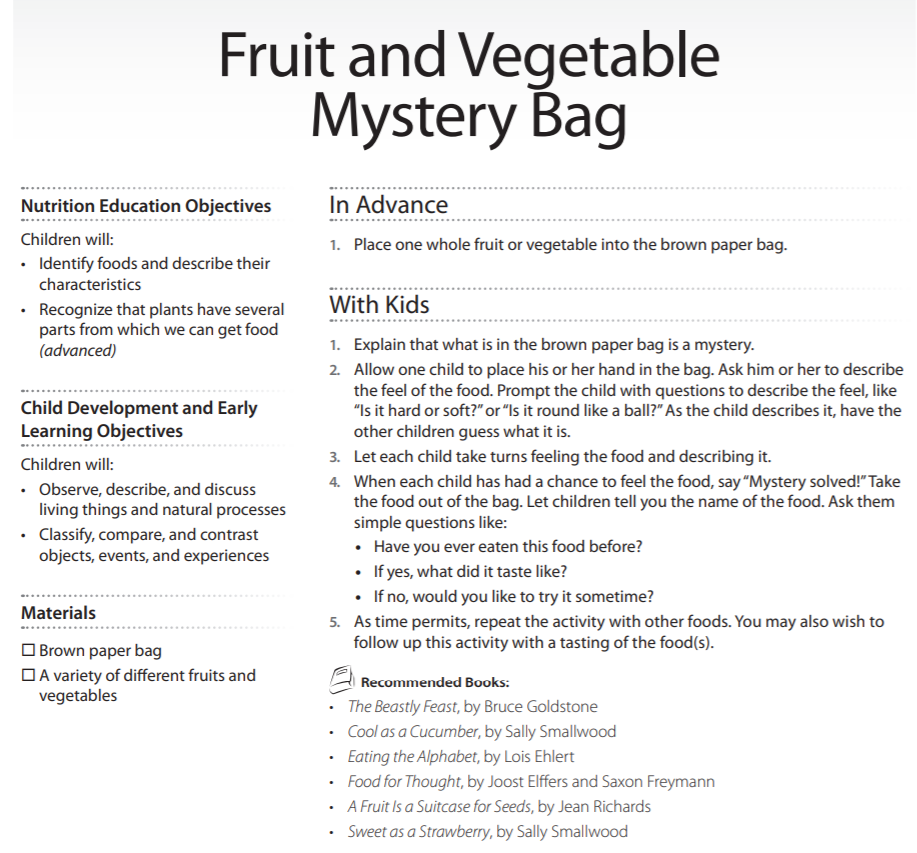 Fruit and Vegetable
Mystery Bag
Nutrition Education Objectives
Children will:
• Identify foods and describe their
characteristics
• Recognize that plants have several
parts from which we can get food
(advanced)
Child Development and Early
Learning Objectives
Children will:
• Observe, describe, and discuss
living things and natural processes
• Classify, compare, and contrast
objects, events, and experiences
Materials
☐ Brown paper bag
☐ A variety of different fruits and
vegetables
In Advance
1. Place one whole fruit or vegetable into the brown paper bag.
With Kids
1. Explain that what is in the brown paper bag is a mystery.
2. Allow one child to place his or her hand in the bag. Ask him or her to describe
the feel of the food. Prompt the child with questions to describe the feel, like
“Is it hard or soft?” or “Is it round like a ball?” As the child describes it, have the
other children guess what it is.
3. Let each child take turns feeling the food and describing it.
4. When each child has had a chance to feel the food, say “Mystery solved!” Take
the food out of the bag. Let children tell you the name of the food. Ask them
simple questions like:
• Have you ever eaten this food before?
• If yes, what did it taste like?
• If no, would you like to try it sometime?
5. As time permits, repeat the activity with other foods. You may also wish to
follow up this activity with a tasting of the food(s).
Recommended Books:
• The Beastly Feast, by Bruce Goldstone
• Cool as a Cucumber, by Sally Smallwood
• Eating the Alphabet, by Lois Ehlert
• Food for Thought, by Joost Elffers and Saxon Freymann
• A Fruit Is a Suitcase for Seeds, by Jean Richards
• Sweet as a Strawberry, by Sally Smallwood